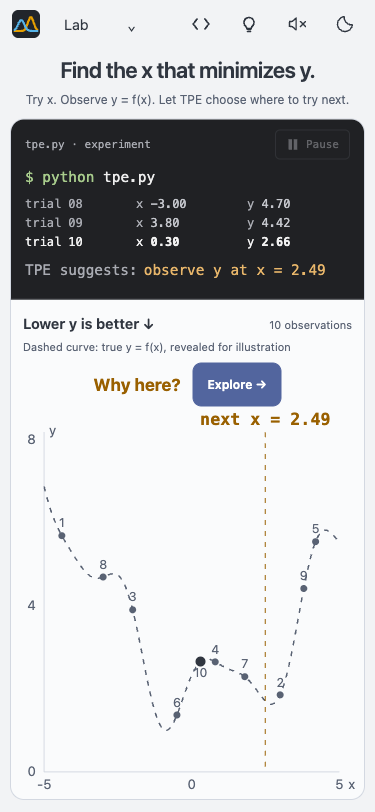 Lab
Find the x that minimizes y.
Try x. Observe y = f(x). Let TPE choose where to try next.
tpe.py · experiment
Pause
$ python tpe.py
trial 08 x −3.00 y 4.70
trial 09 x 3.80 y 4.42
trial 10 x 0.30 y 2.66
TPE suggests: observe y at x = 2.49
Lower y is better ↓
10 observations
Dashed curve: true y = f(x), revealed for illustration
Why here?
Explore →
next x = 2.49
8
y
1
5
8
9
3
4
4
7
10
2
6
0
-5
0
5
x